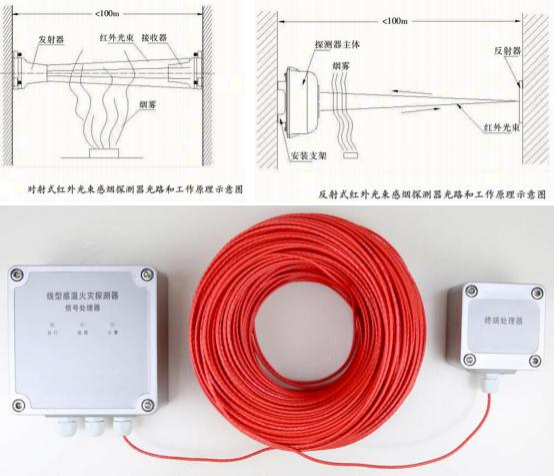 <100m
发射器
红外光束
接收器
烟雾
对射式红外光束感烟探测器光路和工作原理示意图
<100m
探测器主体
烟雾
反射器
红外光束
安装支架
反射式红外光束感烟探测器光路和工作原理示意图
线型感温火灾探测器
信号处理器
运行
故障
火警
终端处理器